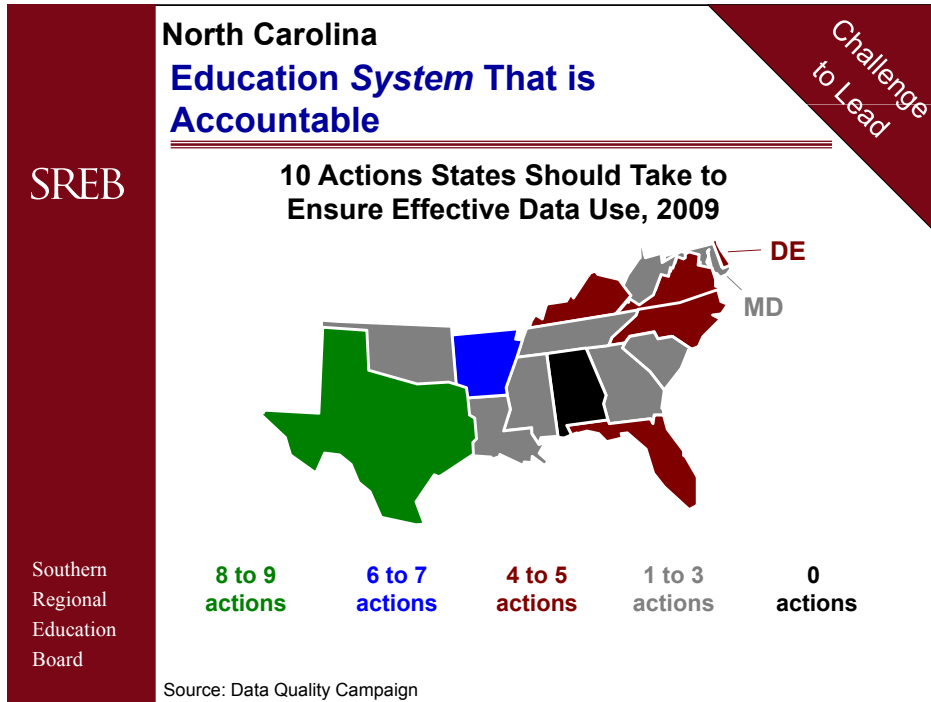 North Carolina
Education System That is
Accountable
Challenge
to Lead
SREB
10 Actions States Should Take to
Ensure Effective Data Use, 2009
DE
MD
8 to 9
actions
6 to 7
actions
4 to 5
actions
1 to 3
actions
0
actions
Southern
Regional
Education
Board
Source: Data Quality Campaign